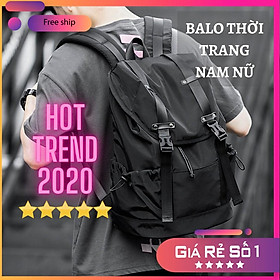 Free ship
BALO THỜI
TRANG
NAM NỮ
HOT
TREND
2020
GIÁ RẺ SỐ 1